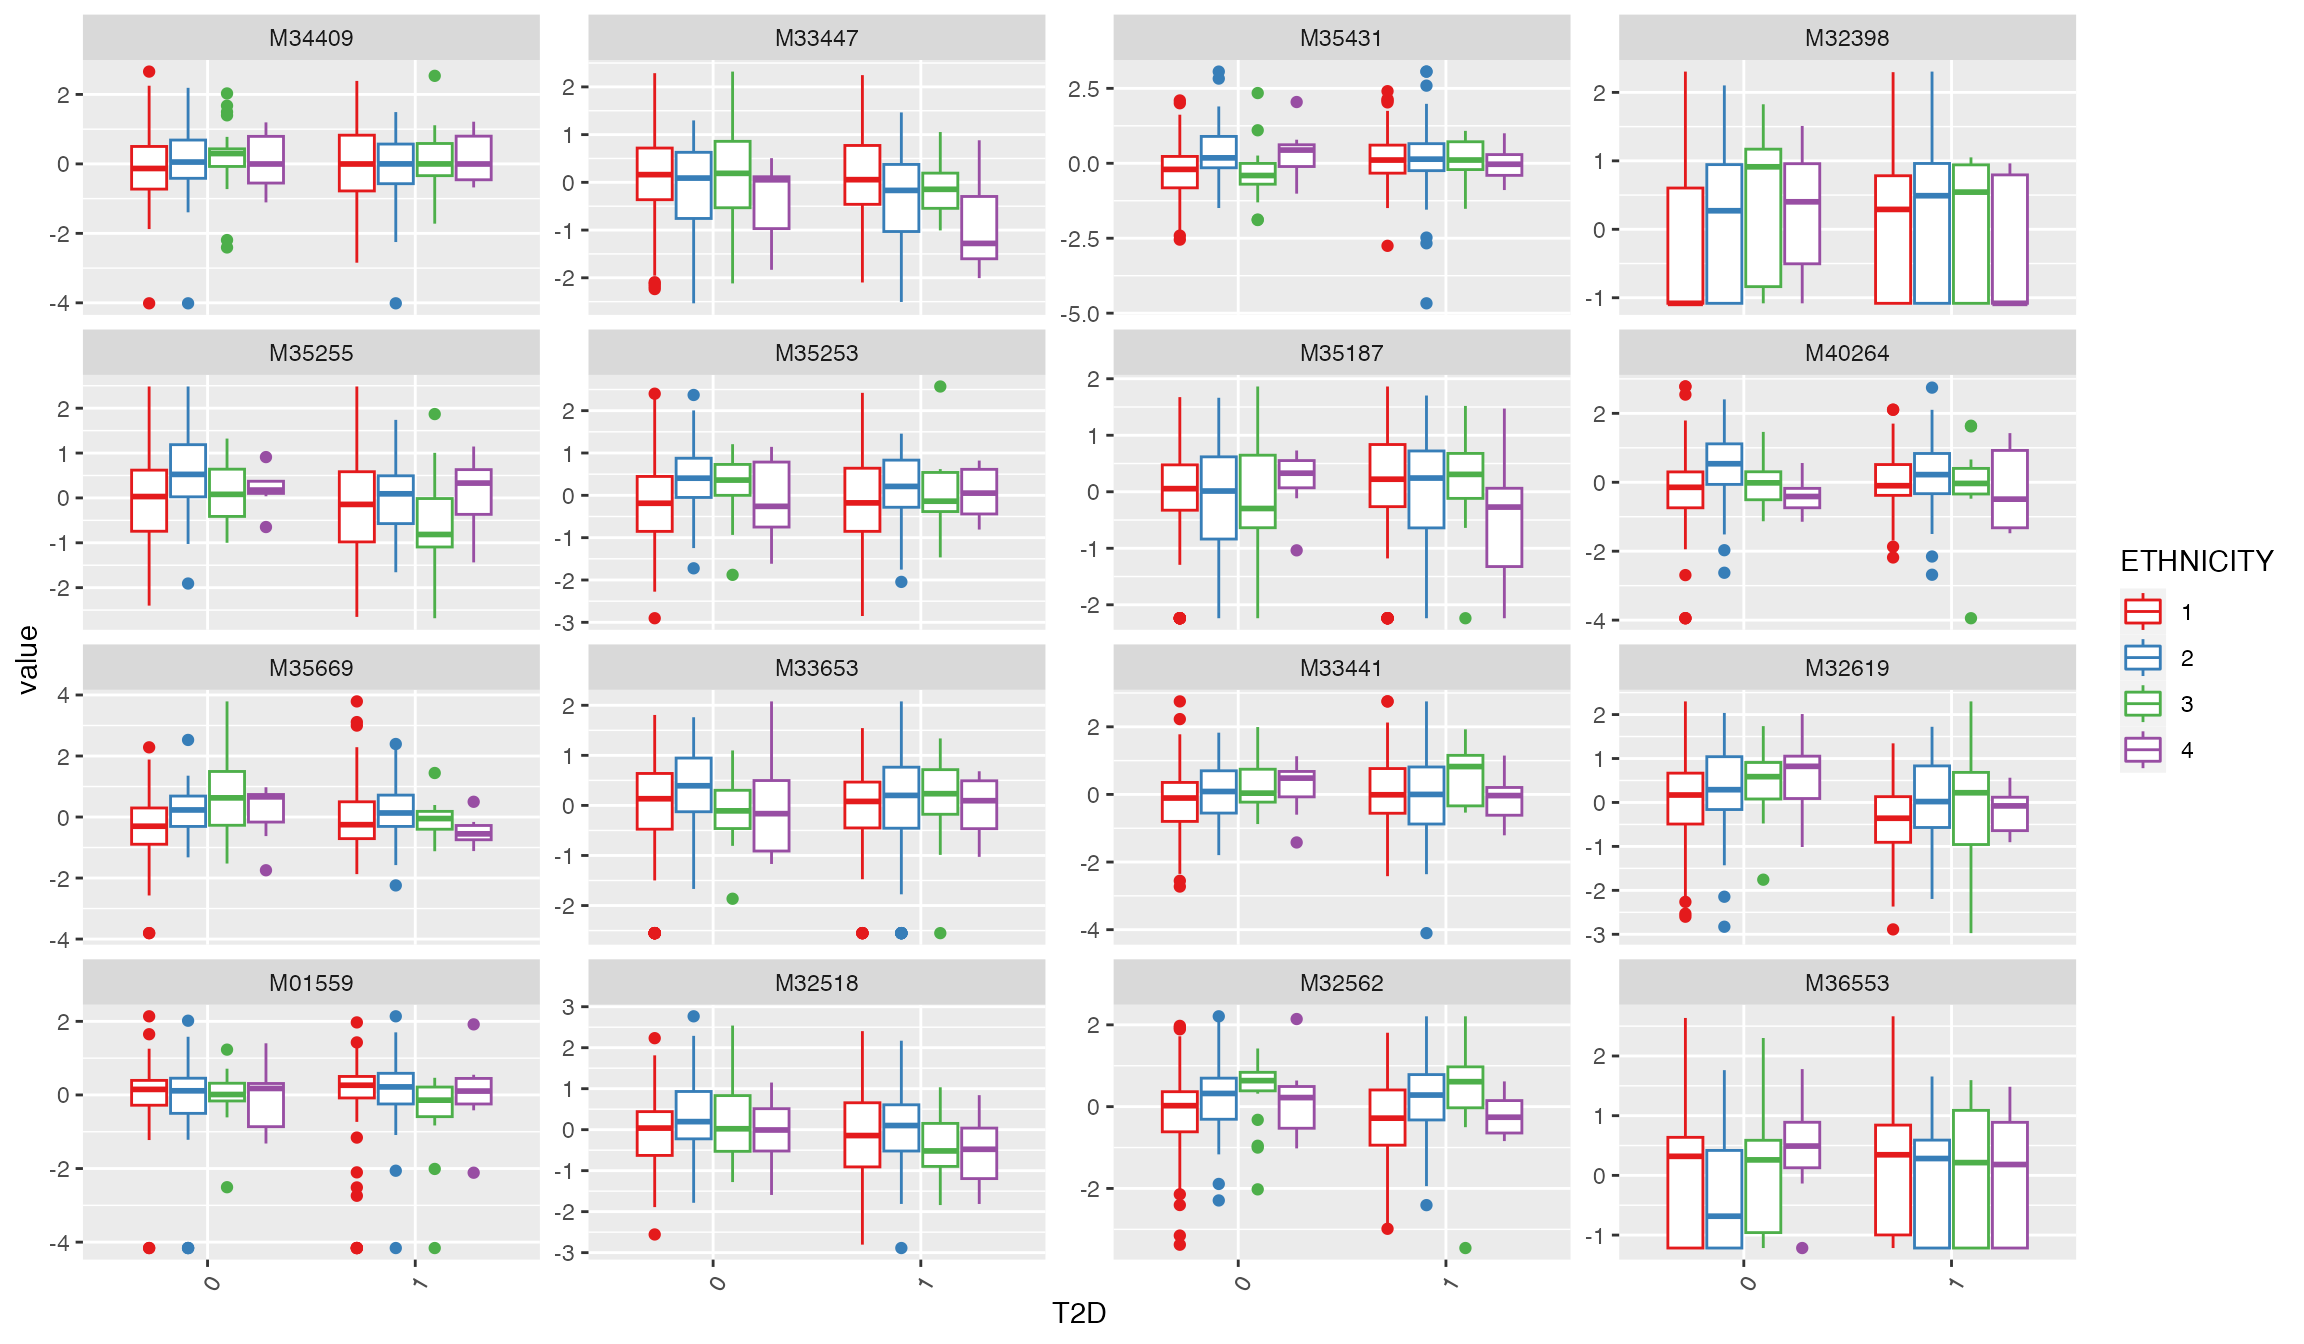 M34409 M33447 M35431 M32398
2 0 -2 -4
2 1 0 -1 -2
2.5 0.0 -2.5 -5.0
2 1 0 -1
M35255 M35253 M35187 M40264
2 1 0 -1 -2
2 1 0 -1 -2 -3
2 1 0 -1 -2
2 0 -2 -4
M35669 M33653 M33441 M32619
4 2 0 -2 -4
2 1 0 -1 -2
2 0 -2 -4
2 1 0 -1 -2 -3
M01559 M32518 M32562 M36553
2 0 -2 -4
3 2 1 0 -1 -2 -3
2 0 -2
2 1 0 -1
0 1 0 1 0 1 0 1
T2D
value
ETHNICITY
1
2
3
4